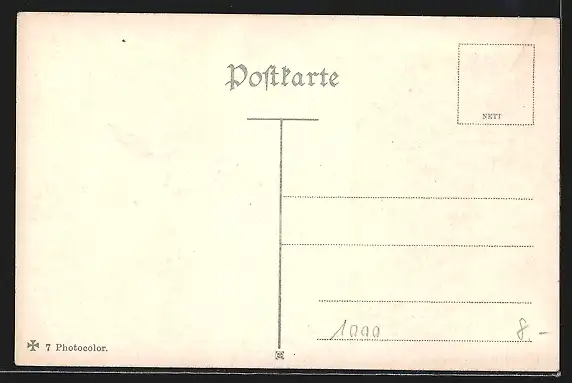 Postkarte
NETT
1000 8.-
✠ 7 Photocolor.